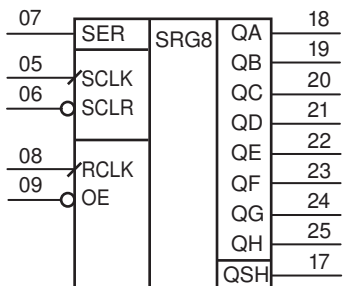 07 SER SRG8 QA 18
QB 19
05 SCLK QC 20
06 SCLR QD 21
QE 22
08 RCLK QF 23
09 OE QG 24
QH 25
QSH 17